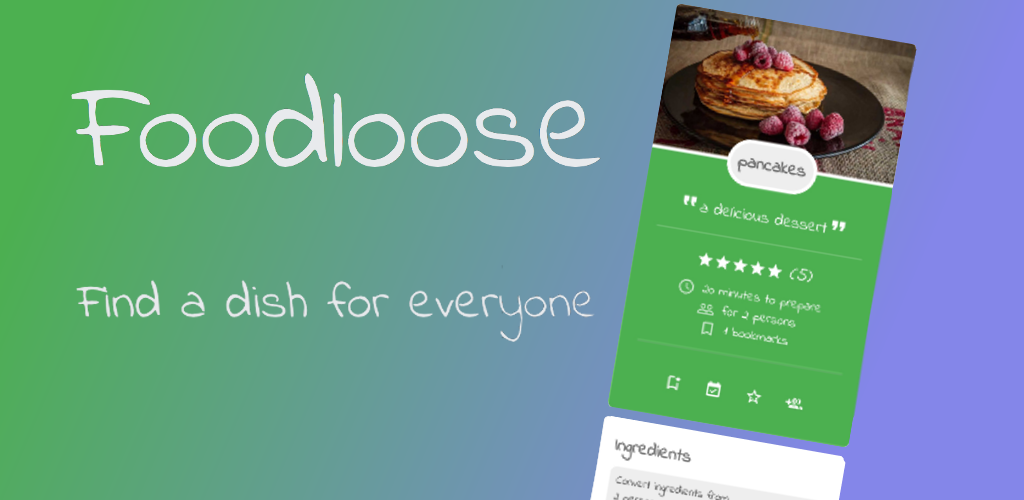 Foodloose
Find a dish for everyone
pancakes
❝ a delicious dessert ❞
★★★★★ (5)
20 minutes to prepare
for 2 persons
1 bookmarks
Ingredients
Convert ingredients from